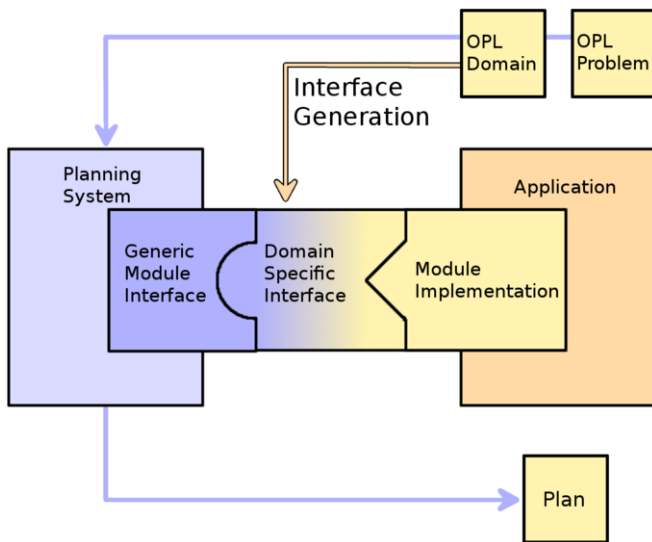 OPL
Domain
OPL
Problem
Interface
Generation
Planning
System
Application
Generic
Module
Interface
Domain
Specific
Interface
Module
Implementation
Plan